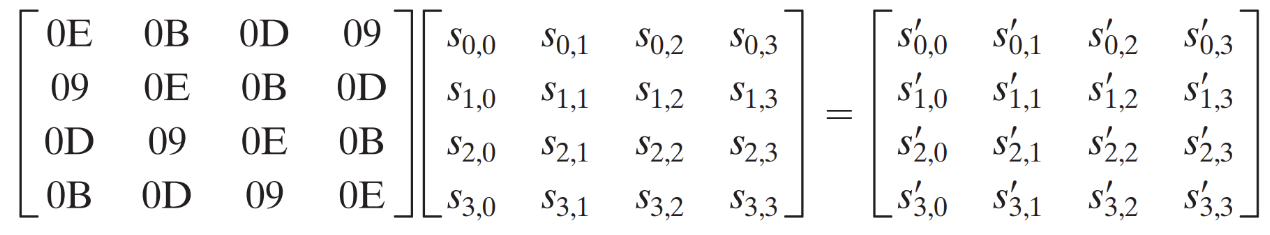 0E 0B 0D 09 s0,0 s0,1 s0,2 s0,3 s′0,0 s′0,1 s′0,2 s′0,3
09 0E 0B 0D s1,0 s1,1 s1,2 s1,3 = s′1,0 s′1,1 s′1,2 s′1,3
0D 09 0E 0B s2,0 s2,1 s2,2 s2,3 s′2,0 s′2,1 s′2,2 s′2,3
0B 0D 09 0E s3,0 s3,1 s3,2 s3,3 s′3,0 s′3,1 s′3,2 s′3,3